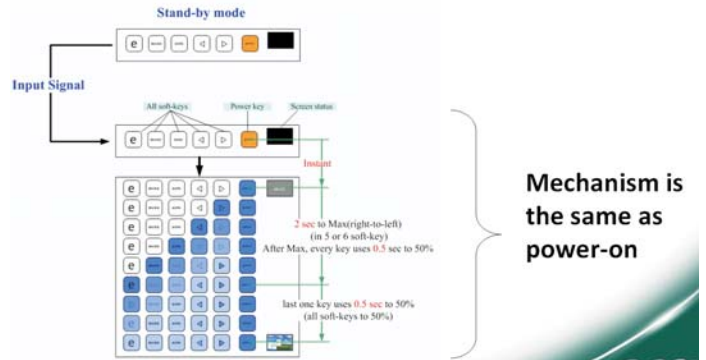 Stand-by mode
e
Input Signal
All soft-keys
Power key
Screen status
e
Instant
e
e
2 sec to Max(right-to-left)
e
(in 5 or 6 soft-key)
e
After Max, every key uses 0.5 sec to 50%
e
e
e
last one key uses 0.5 sec to 50%
e
(all soft-keys to 50%)
e
Mechanism is
the same as
power-on